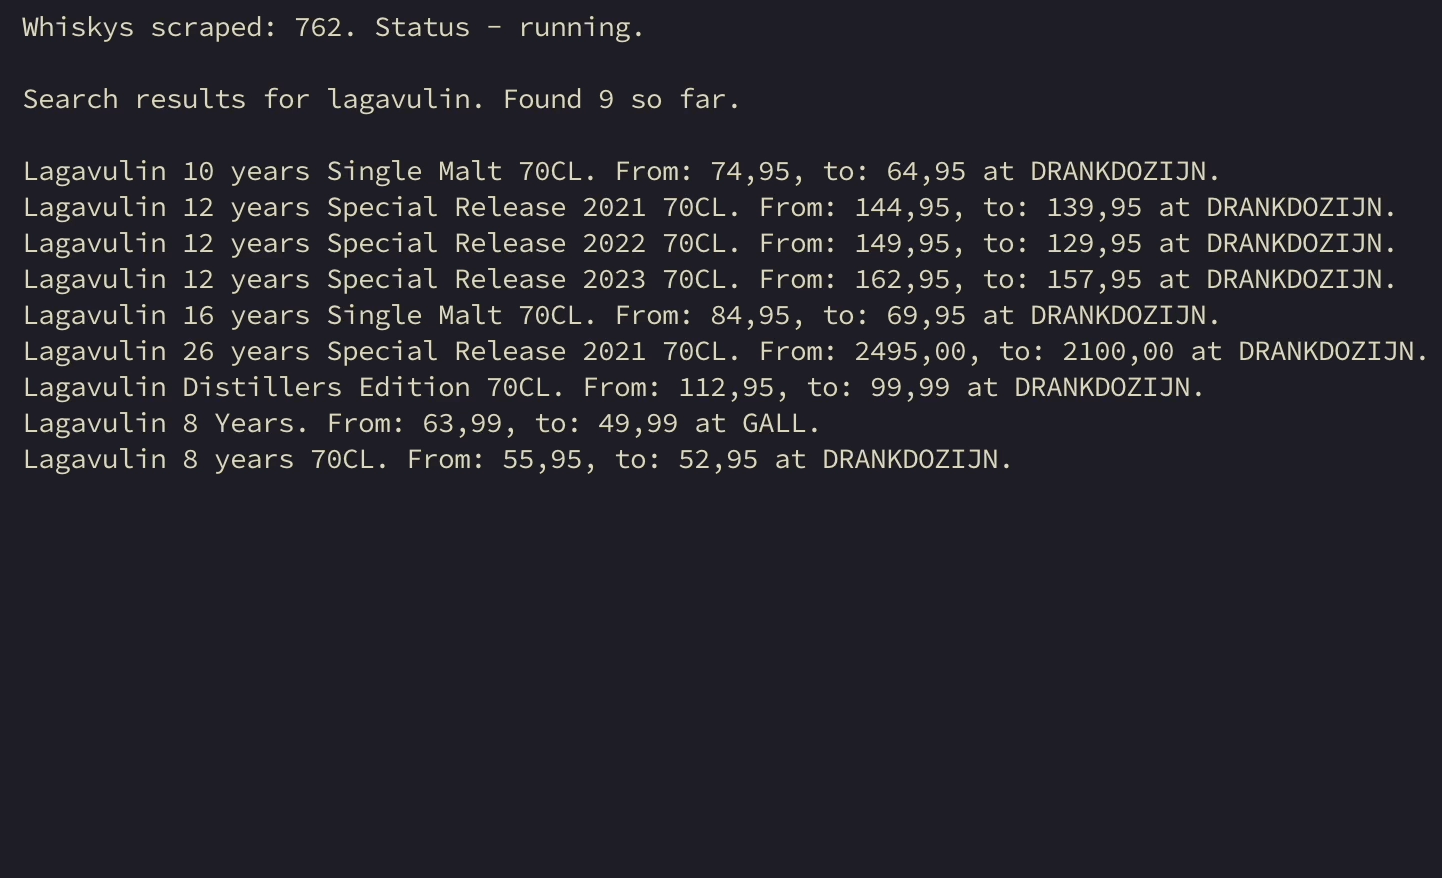 Whiskys scraped: 762. Status - running.
Search results for lagavulin. Found 9 so far.
Lagavulin 10 years Single Malt 70CL. From: 74,95, to: 64,95 at DRANKDOZIJN.
Lagavulin 12 years Special Release 2021 70CL. From: 144,95, to: 139,95 at DRANKDOZIJN.
Lagavulin 12 years Special Release 2022 70CL. From: 149,95, to: 129,95 at DRANKDOZIJN.
Lagavulin 12 years Special Release 2023 70CL. From: 162,95, to: 157,95 at DRANKDOZIJN.
Lagavulin 16 years Single Malt 70CL. From: 84,95, to: 69,95 at DRANKDOZIJN.
Lagavulin 26 years Special Release 2021 70CL. From: 2495,00, to: 2100,00 at DRANKDOZIJN.
Lagavulin Distillers Edition 70CL. From: 112,95, to: 99,99 at DRANKDOZIJN.
Lagavulin 8 Years. From: 63,99, to: 49,99 at GALL.
Lagavulin 8 years 70CL. From: 55,95, to: 52,95 at DRANKDOZIJN.